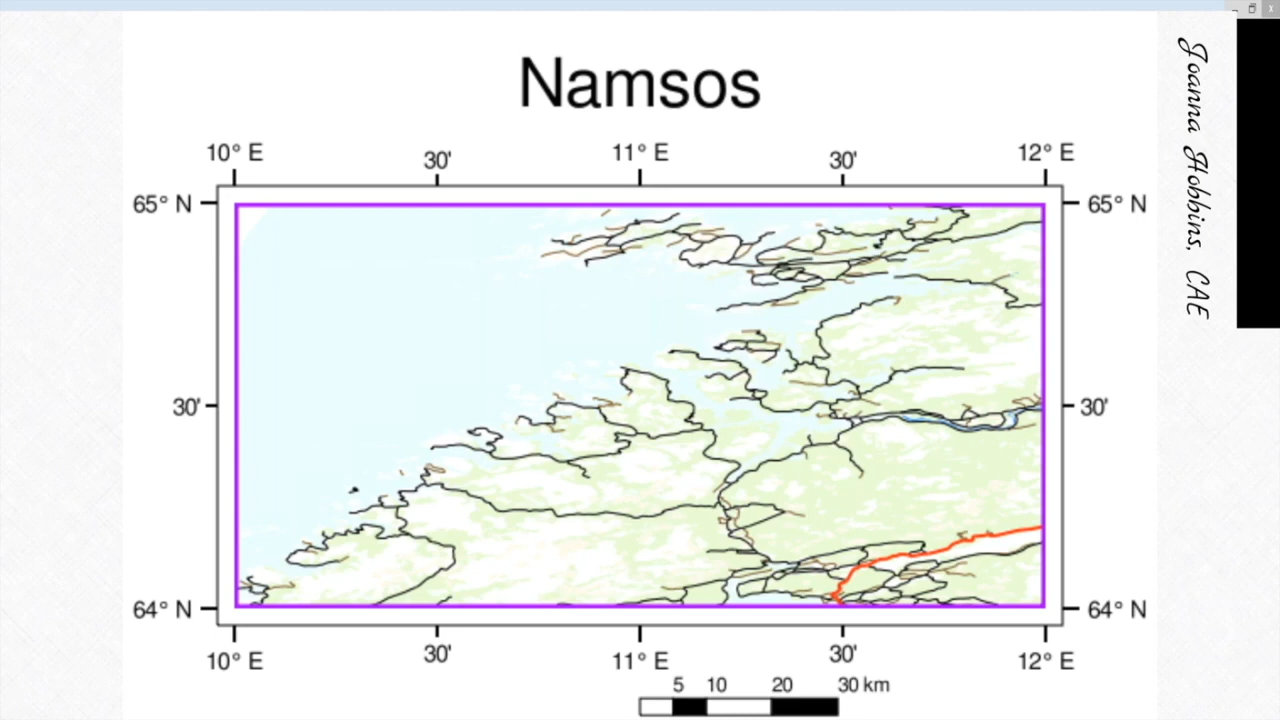 Namsos
10° E 30' 11° E 30' 12° E
65° N 65° N
30' 30'
64° N 64° N
10° E 30' 11° E 30' 12° E
5 10 20 30 km
Joanna Hobbins, CAE